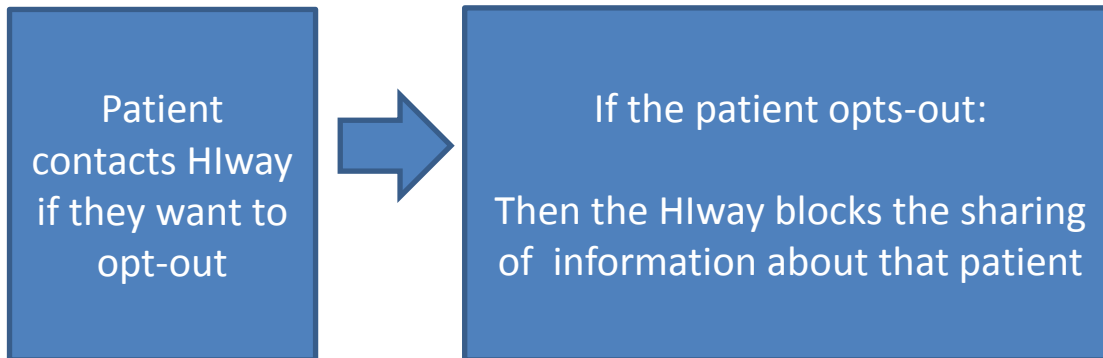 Patient
contacts HIway
if they want to
opt-out
If the patient opts-out:
Then the HIway blocks the sharing
of information about that patient